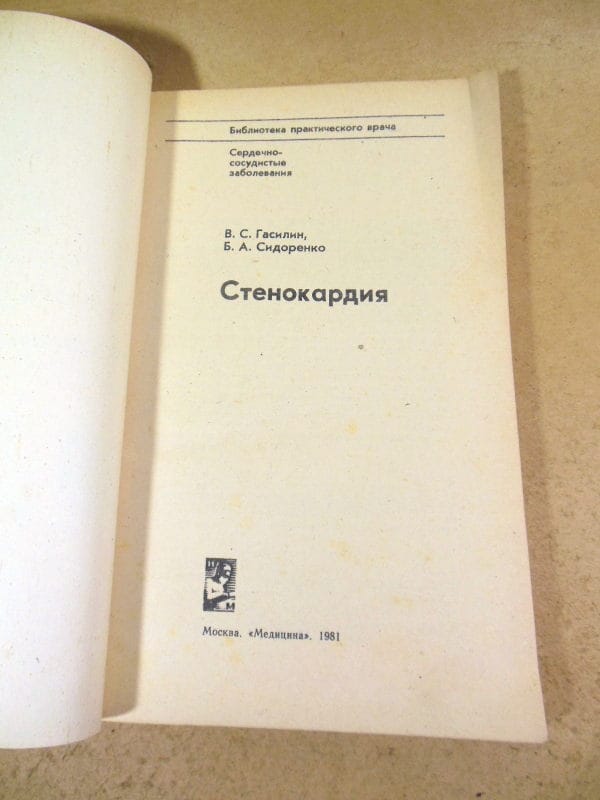 Библиотека практического врача
Сердечно-
сосудистые
заболевания
В. С. Гасилин,
Б. А. Сидоренко
Стенокардия
Москва. «Медицина». 1981